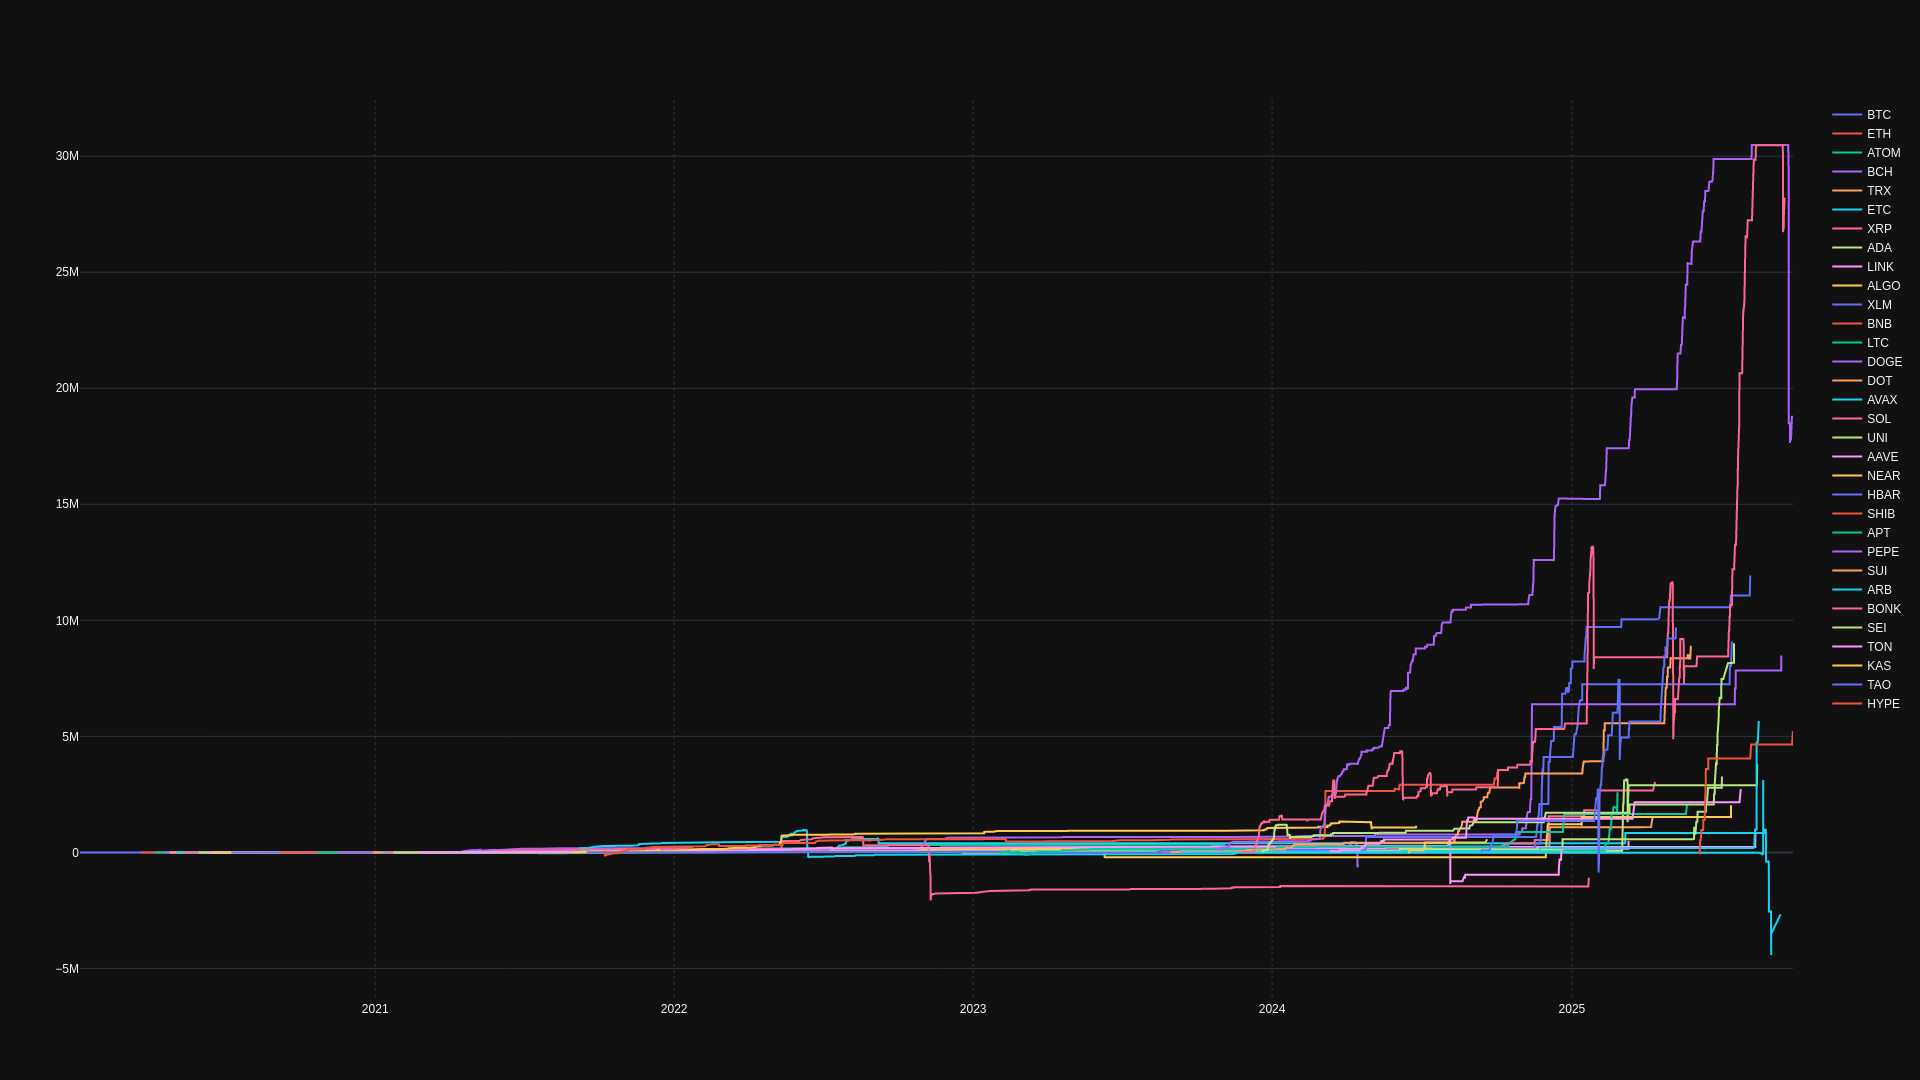 30M
25M
20M
15M
10M
5M
0
−5M
2021
2022
2023
2024
2025
BTC
ETH
ATOM
BCH
TRX
ETC
XRP
ADA
LINK
ALGO
XLM
BNB
LTC
DOGE
DOT
AVAX
SOL
UNI
AAVE
NEAR
HBAR
SHIB
APT
PEPE
SUI
ARB
BONK
SEI
TON
KAS
TAO
HYPE